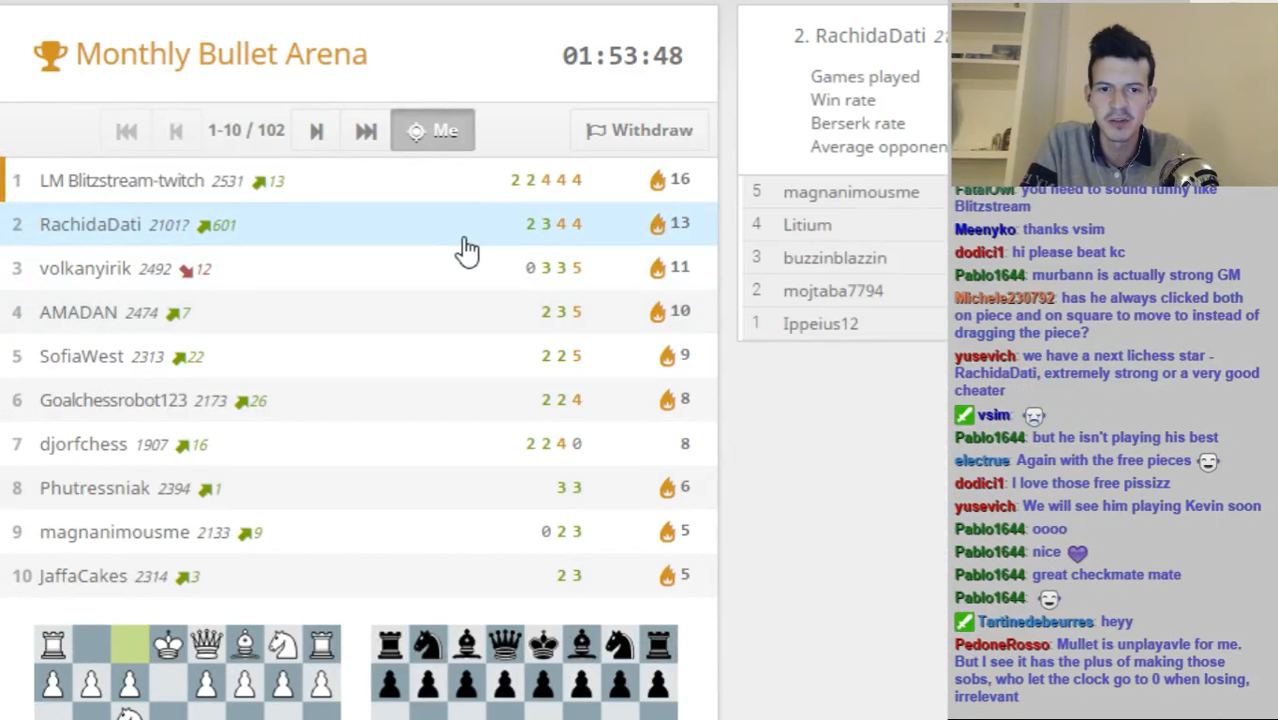 Monthly Bullet Arena
01:53:48
1-10 / 102
Me
Withdraw
1 LM Blitzstream-twitch 2531 13 2 2 4 4 4 16
2 RachidaDati 2101? 601 2 3 4 4 13
3 volkanyirik 2492 12 0 3 3 5 11
4 AMADAN 2474 7 2 3 5 10
5 SofiaWest 2313 22 2 2 5 9
6 Goalchessrobot123 2173 26 2 2 4 8
7 djorfchess 1907 16 2 2 4 0 8
8 Phutressniak 2394 1 3 3 6
9 magnanimousme 2133 9 0 2 3 5
10 JaffaCakes 2314 3 2 3 5
2. RachidaDati
Games played
Win rate
Berserk rate
Average opponen
5 magnanimousme
4 Litium
3 buzzinblazzin
2 mojtaba7794
1 Ippeius12
FatalOwl: you need to sound funny like
Blitzstream
Meenyko: thanks vsim
dodici1: hi please beat kc
Pablo1644: murbann is actually strong GM
Michele230792: has he always clicked both
on piece and on square to move to instead of
dragging the piece?
yusevich: we have a next lichess star -
RachidaDati, extremely strong or a very good
cheater
vsim:
Pablo1644: but he isn't playing his best
electrue: Again with the free pieces
dodici1: I love those free pissizz
yusevich: We will see him playing Kevin soon
Pablo1644: oooo
Pablo1644: nice
Pablo1644: great checkmate mate
Pablo1644:
Tartinedebeurres: heyy
PedoneRosso: Mullet is unplayavle for me.
But I see it has the plus of making those
sobs, who let the clock go to 0 when losing,
irrelevant